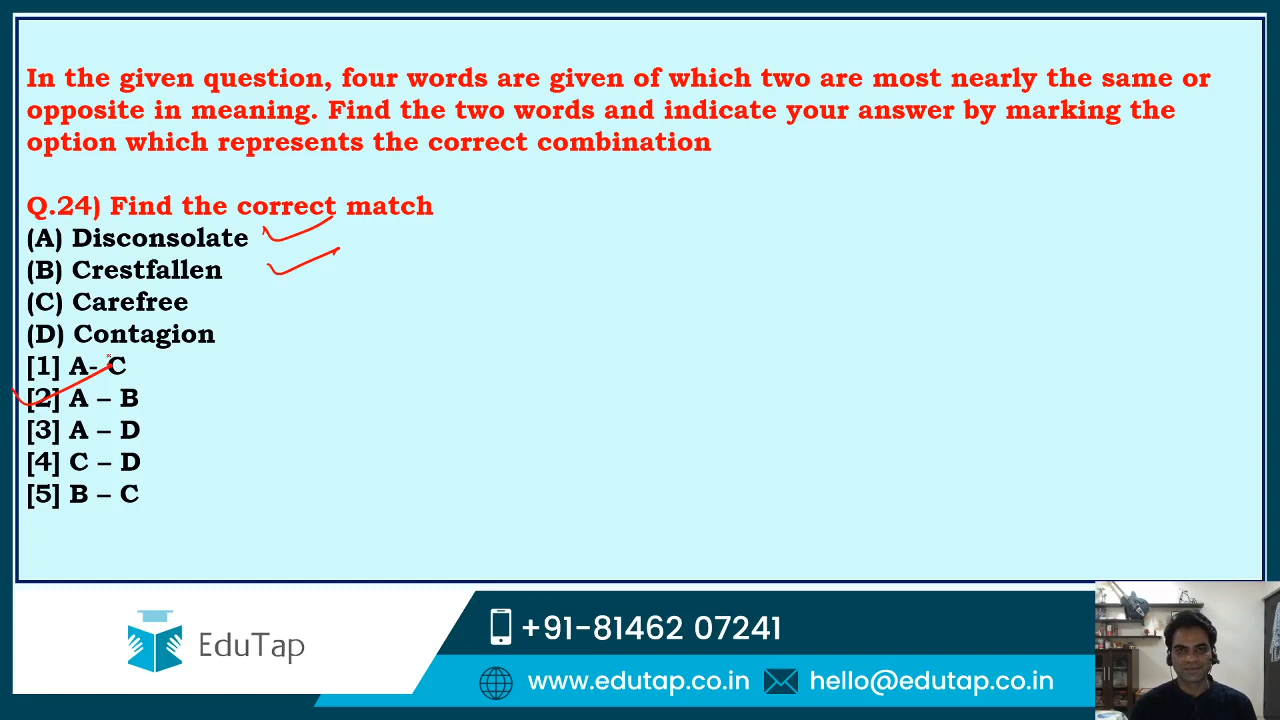 In the given question, four words are given of which two are most nearly the same or
opposite in meaning. Find the two words and indicate your answer by marking the
option which represents the correct combination
Q.24) Find the correct match
(A) Disconsolate
(B) Crestfallen
(C) Carefree
(D) Contagion
[1] A- C
[2] A – B
[3] A – D
[4] C – D
[5] B – C
EduTap
+91-81462 07241
www.edutap.co.in hello@edutap.co.in